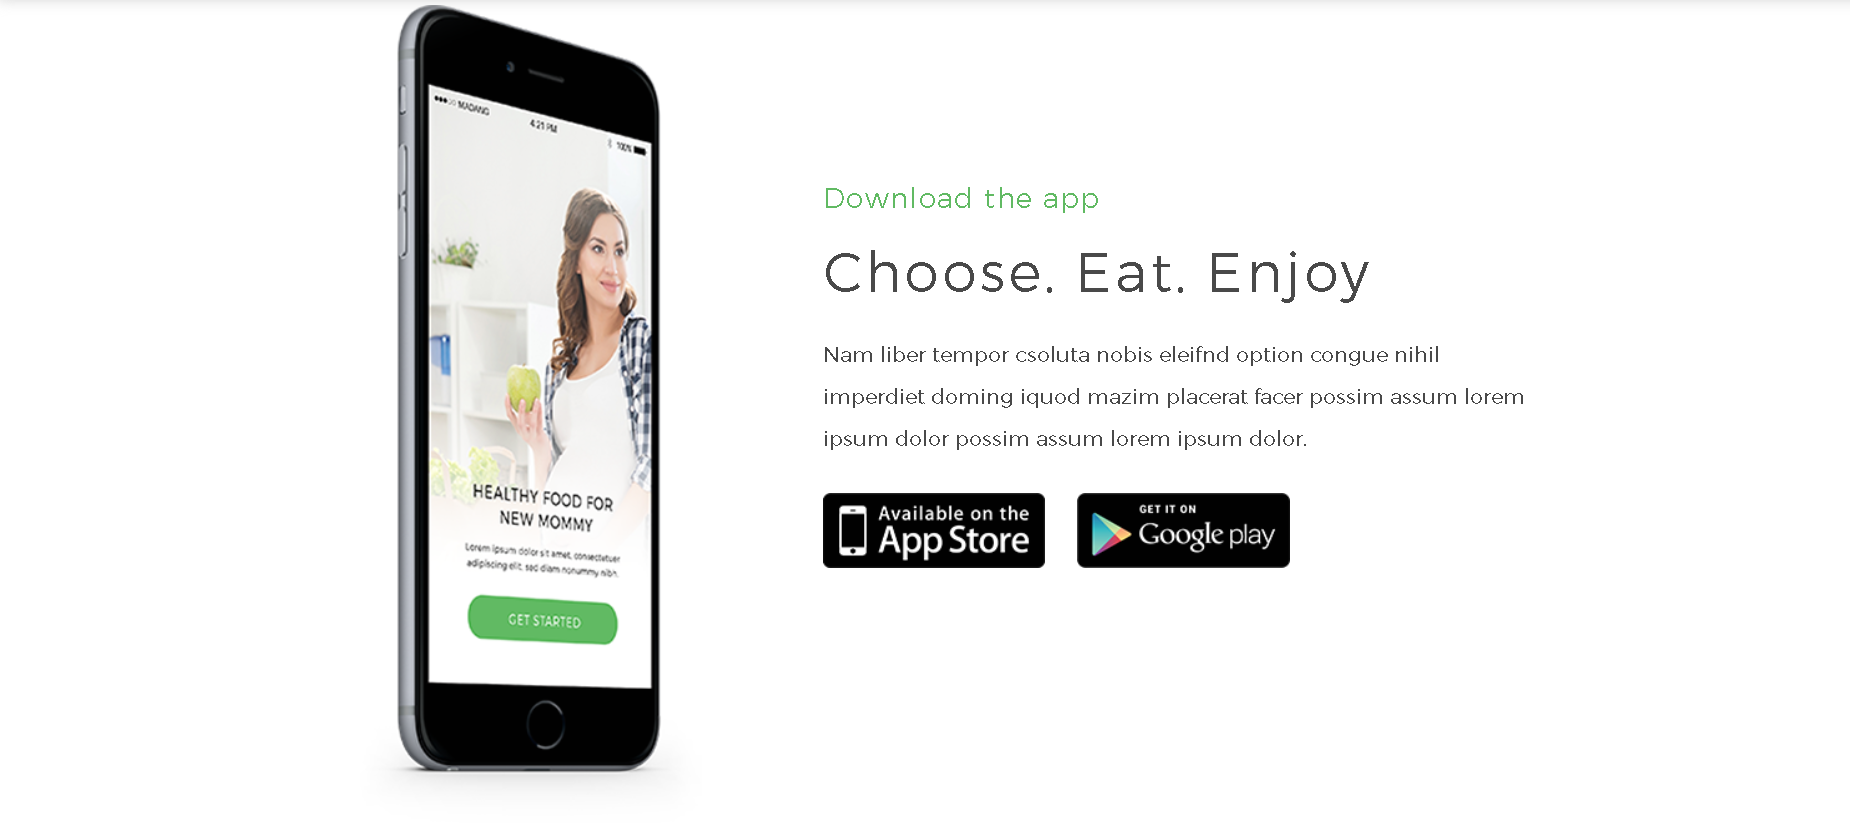 MADANG
4:21 PM
100%
HEALTHY FOOD FOR
NEW MOMMY
Lorem ipsum dolor sit amet, consectetuer
adipiscing elit, sed diam nonummy nibh.
GET STARTED
Download the app
Choose. Eat. Enjoy
Nam liber tempor csoluta nobis eleifnd option congue nihil
imperdiet doming iquod mazim placerat facer possim assum lorem
ipsum dolor possim assum lorem ipsum dolor.
Available on the
App Store
GET IT ON
Google play